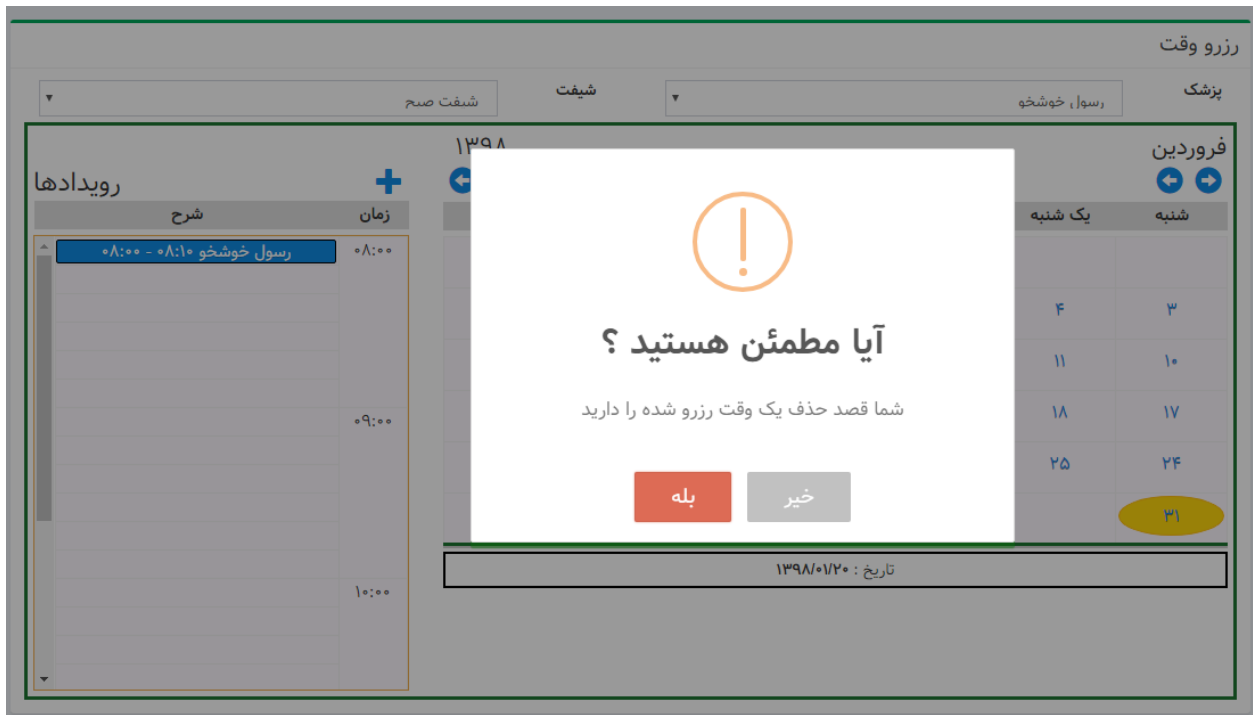 رزرو وقت
پزشک
رسول خوشخو
شیفت
شیفت صبح
فروردین
۱۳۹۸
شنبه
یک شنبه
۳
۴
۱۰
۱۱
۱۷
۱۸
۲۴
۲۵
۳۱
آیا مطمئن هستید ؟
شما قصد حذف یک وقت رزرو شده را دارید
خیر
بله
تاریخ : ۱۳۹۸/۰۱/۲۰
رویدادها
زمان
شرح
۰۸:۰۰
رسول خوشخو ۰۸:۱۰ - ۰۸:۰۰
۰۹:۰۰
۱۰:۰۰